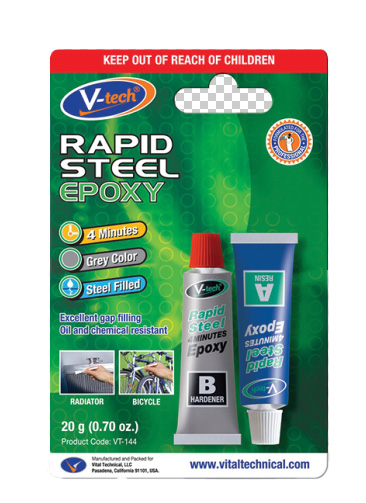 KEEP OUT OF REACH OF CHILDREN
V-tech®
RAPID
STEEL
EPOXY
4 Minutes
Grey Color
Steel Filled
Excellent gap filling
Oil and chemical resistant
RADIATOR
BICYCLE
20 g (0.70 oz.)
Product Code: VT-144
PROFESSIONAL
V-tech
Rapid
Steel
4 MINUTES
Epoxy
B
HARDENER
A
RESIN
Rapid
Steel
4 MINUTES
Epoxy
V-tech
Manufactured and Packed for
Vital Technical, LLC
Pasadena, California 91101, USA.
www.vitaltechnical.com